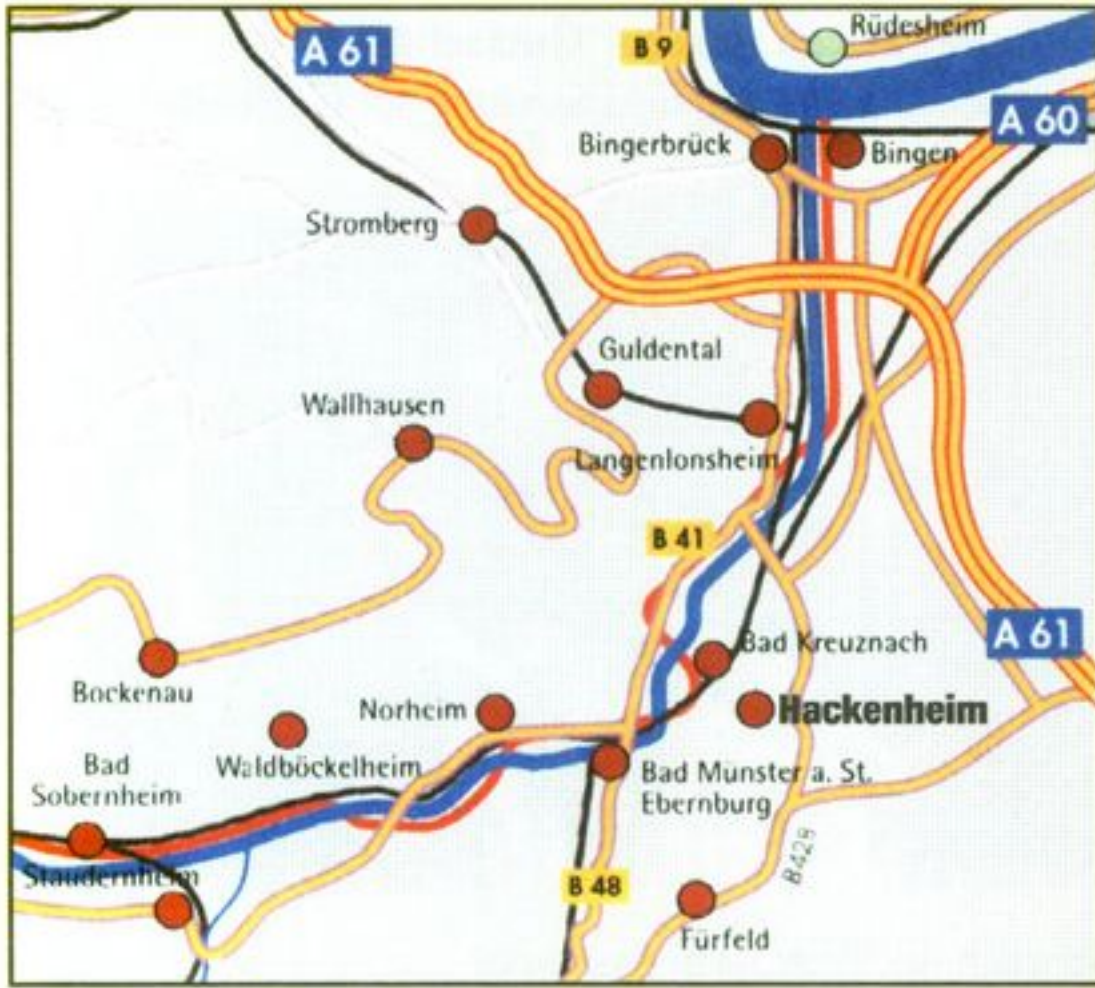 Rüdesheim
A 61
B 9
A 60
Bingerbrück
Bingen
Stromberg
Guldental
Wallhausen
Langenlonsheim
B 41
A 61
Bad Kreuznach
Bockenau
Norheim
Hackenheim
Waldböckelheim
Bad
Sobernheim
Bad Münster a. St.
Ebernburg
B428
Staudernheim
B 48
Fürfeld